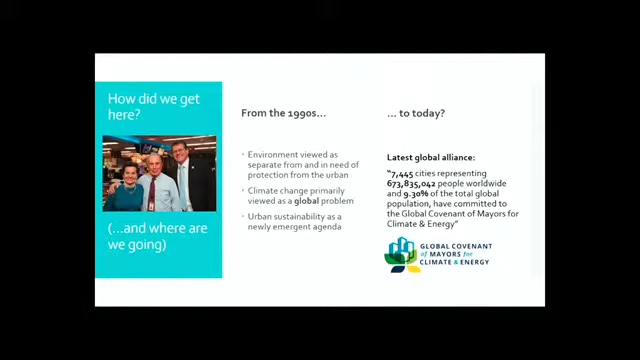 How did we get
here?
(...and where are
we going)
From the 1990s...
• Environment viewed as
separate from and in need of
protection from the urban
• Climate change primarily
viewed as a global problem
• Urban sustainability as a
newly emergent agenda
... to today?
Latest global alliance:
"7,445 cities representing
673,835,042 people worldwide
and 9.30% of the total global
population, have committed to
the Global Covenant of Mayors for
Climate & Energy"
GLOBAL COVENANT
of MAYORS for
CLIMATE & ENERGY